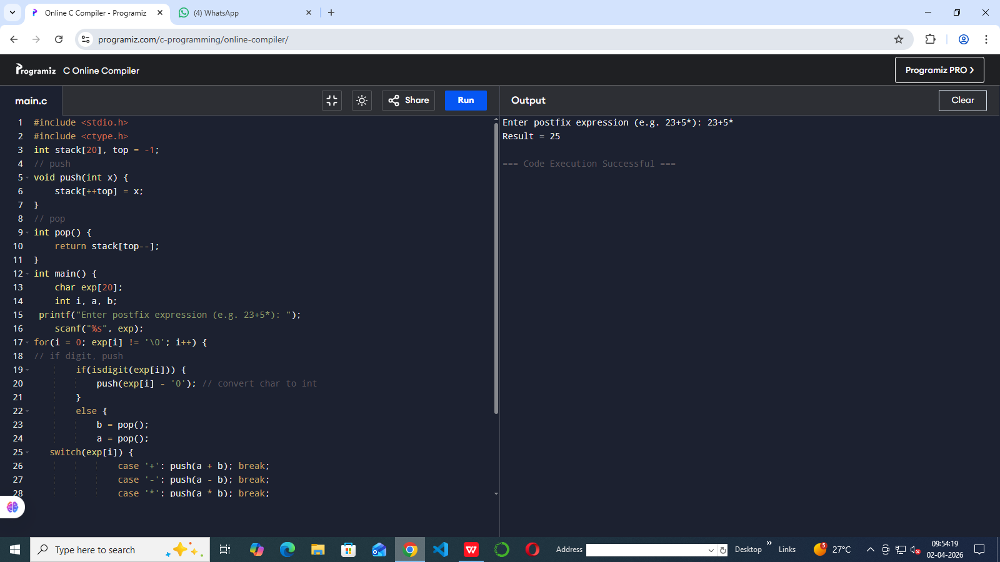 Online C Compiler - Programiz
(4) WhatsApp
programiz.com/c-programming/online-compiler/
Programiz C Online Compiler
Programiz PRO
main.c
Share
Run
Output
Clear
1 #include <stdio.h>
2 #include <ctype.h>
3 int stack[20], top = -1;
4 // push
5 void push(int x) {
6 stack[++top] = x;
7 }
8 // pop
9 int pop() {
10 return stack[top--];
11 }
12 int main() {
13 char exp[20];
14 int i, a, b;
15 printf("Enter postfix expression (e.g. 23+5*): ");
16 scanf("%s", exp);
17 for(i = 0; exp[i] != '\0'; i++) {
18 // if digit, push
19 if(isdigit(exp[i])) {
20 push(exp[i] - '0'); // convert char to int
21 }
22 else {
23 b = pop();
24 a = pop();
25 switch(exp[i]) {
26 case '+': push(a + b); break;
27 case '-': push(a - b); break;
28 case '*': push(a * b); break;
Enter postfix expression (e.g. 23+5*): 23+5*
Result = 25
=== Code Execution Successful ===
Type here to search
Address
Desktop
Links
5
27°C
09:54:19
02-04-2026